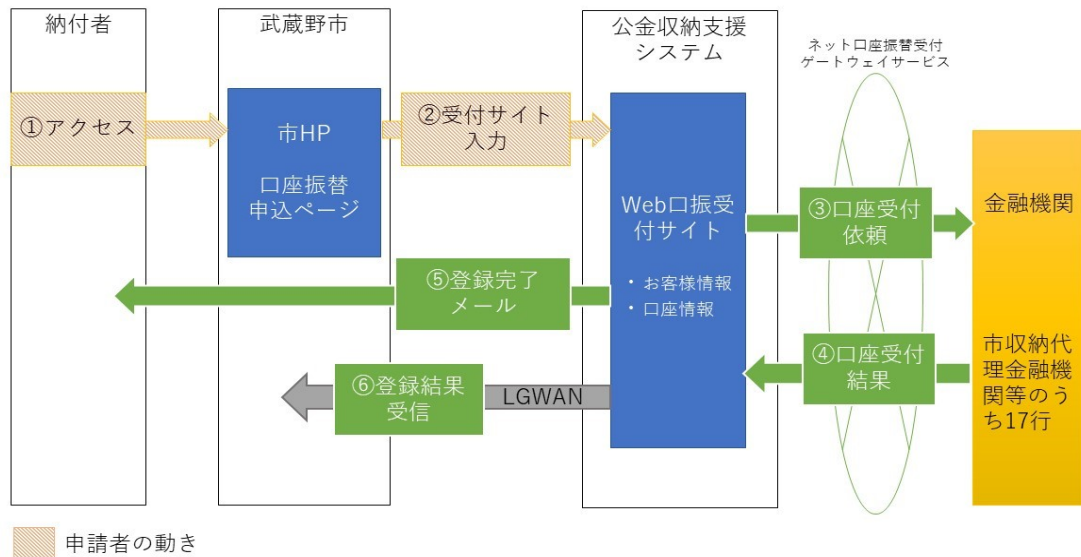 納付者
武蔵野市
公金収納支援
システム
ネット口座振替受付
ゲートウェイサービス
①アクセス
市HP
口座振替
申込ページ
②受付サイト
入力
Web口振受
付サイト
・お客様情報
・口座情報
③口座受付
依頼
金融機関
市収納代
理金融機
関等のう
ち17行
④口座受付
結果
⑤登録完了
メール
⑥登録結果
受信
LGWAN
申請者の動き